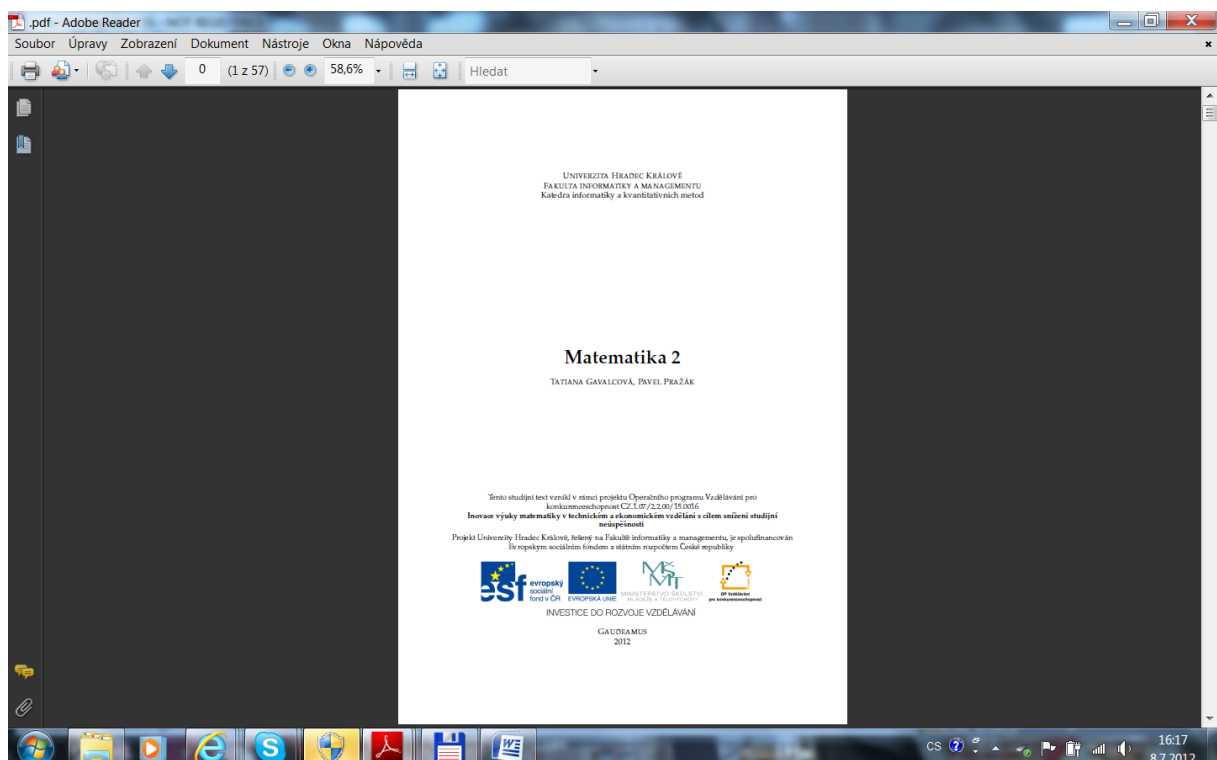 .pdf - Adobe Reader
Soubor Úpravy Zobrazení Dokument Nástroje Okna Nápověda
0 (1 z 57) 58,6% Hledat
UNIVERZITA HRADEC KRÁLOVÉ
FAKULTA INFORMATIKY A MANAGEMENTU
Katedra informatiky a kvantitativních metod
Matematika 2
TATIANA GAVALCOVÁ, PAVEL PRAŽÁK
Tento studijní text vznikl v rámci projektu Operačního programu Vzdělávání pro
konkurenceschopnost CZ.1.07/2.2.00/15.0016
Inovace výuky matematiky v technickém a ekonomickém vzdělání s cílem snížení studijní
neúspěšnosti
Projekt Univerzity Hradec Králové, řešený na Fakultě informatiky a managementu, je spolufinancován
Evropským sociálním fondem a státním rozpočtem České republiky
esf evropský
sociální
fond v ČR EVROPSKÁ UNIE
MINISTERSTVO ŠKOLSTVÍ,
MLÁDEŽE A TĚLOVÝCHOVY
OP Vzdělávání
pro konkurenceschopnost
INVESTICE DO ROZVOJE VZDĚLÁVÁNÍ
GAUDEAMUS
2012
CS 16:17
8.7.2012